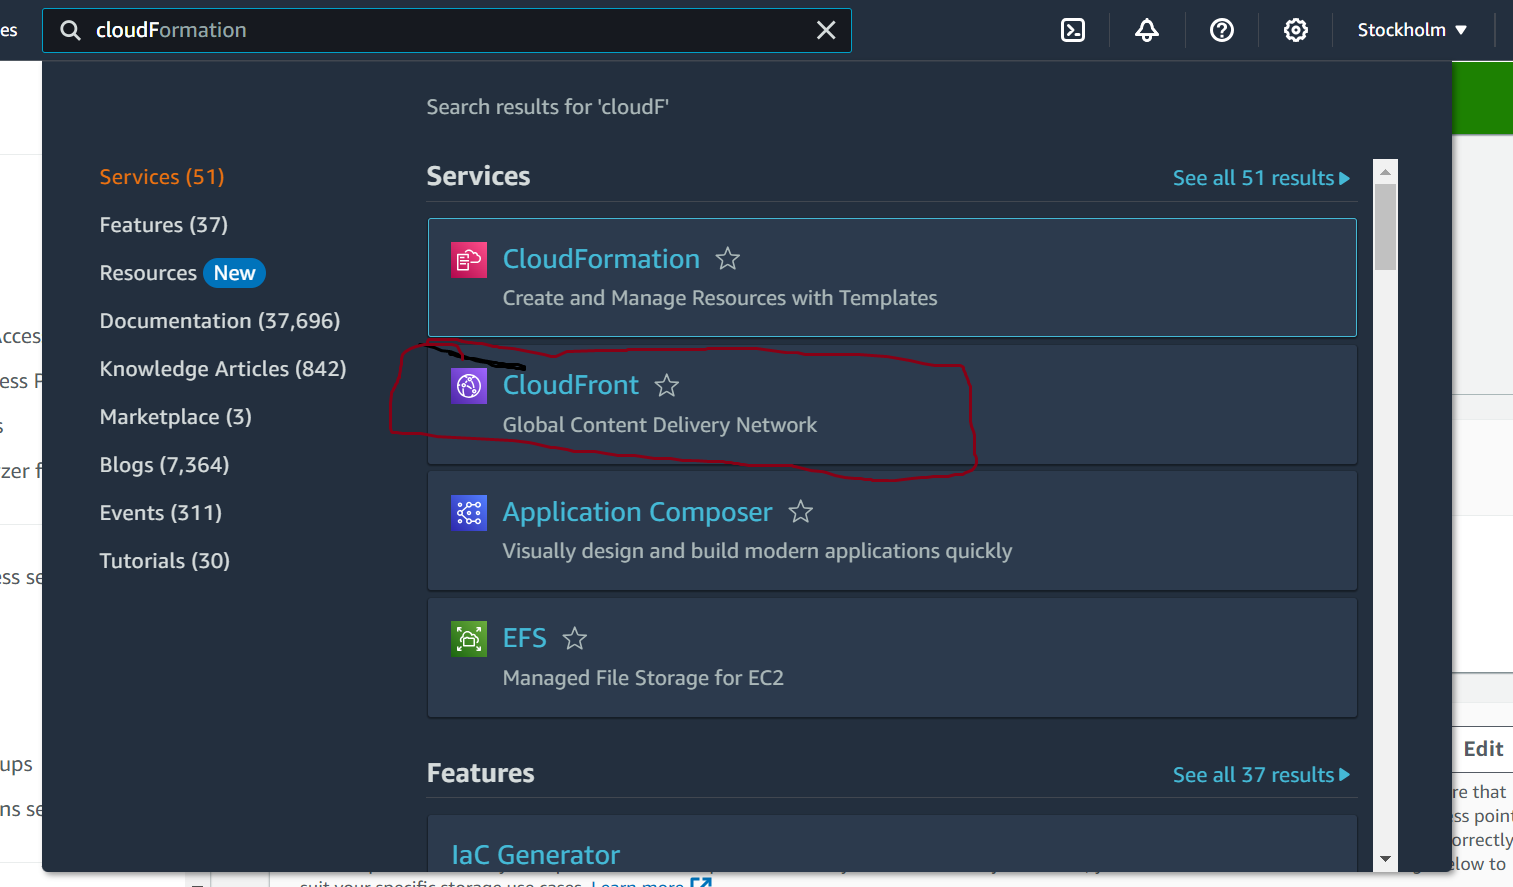 es
cloudFormation
Stockholm
Search results for 'cloudF'
Services (51)
Features (37)
Resources New
Documentation (37,696)
Knowledge Articles (842)
Marketplace (3)
Blogs (7,364)
Events (311)
Tutorials (30)
Services
See all 51 results
CloudFormation
Create and Manage Resources with Templates
CloudFront
Global Content Delivery Network
Application Composer
Visually design and build modern applications quickly
EFS
Managed File Storage for EC2
Features
See all 37 results
IaC Generator
Acces
ess P
s
zer f
ess se
ups
ns se
Edit
re that
ess point
orrectly
elow to
suit your specific storage use cases. Learn more